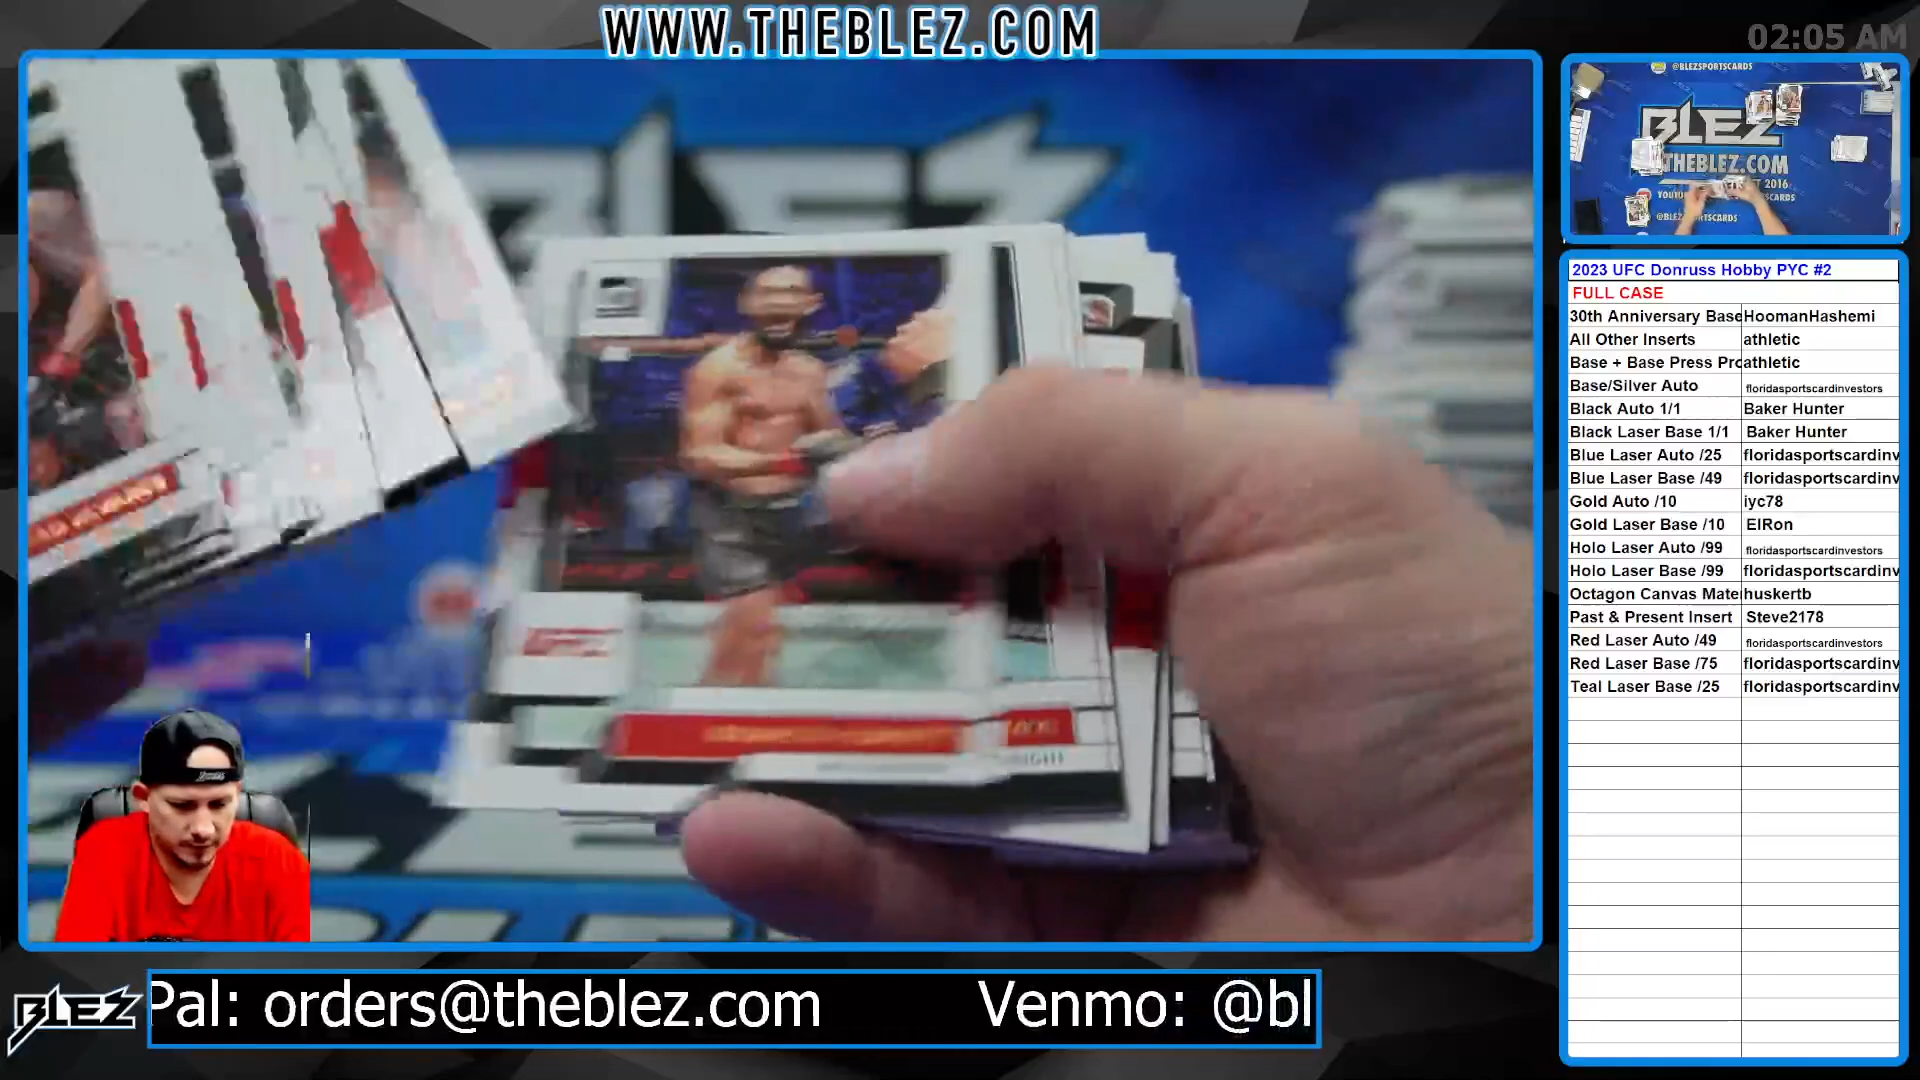 WWW.THEBLEZ.COM
02:05 AM
BLEZ
@BLEZSPORTSCARDS
BLEZ
THEBLEZ.COM
2016
@BLEZ
RTSCARDS
UFC
2023 UFC Donruss Hobby PYC #2
FULL CASE
30th Anniversary Base HoomanHashemi
All Other Inserts athletic
Base + Base Press Pro athletic
Base/Silver Auto floridasportscardinvestors
Black Auto 1/1 Baker Hunter
Black Laser Base 1/1 Baker Hunter
Blue Laser Auto /25 floridasportscardinv
Blue Laser Base /49 floridasportscardinv
Gold Auto /10 iyc78
Gold Laser Base /10 ElRon
Holo Laser Auto /99 floridasportscardinvestors
Holo Laser Base /99 floridasportscardinv
Octagon Canvas Mate huskertb
Past & Present Insert Steve2178
Red Laser Auto /49 floridasportscardinvestors
Red Laser Base /75 floridasportscardinv
Teal Laser Base /25 floridasportscardinv
BLEZ
Pal: orders@theblez.com Venmo: @bl